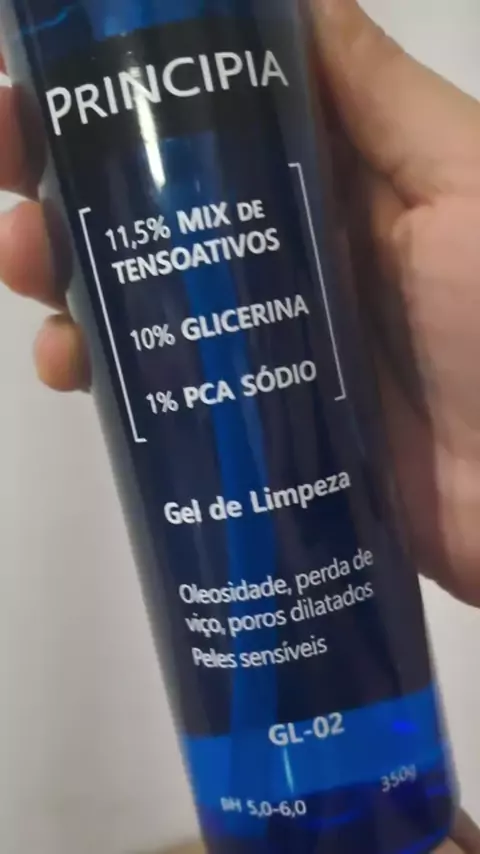 PRINCIPIA
11,5% MIX DE
TENSOATIVOS
10% GLICERINA
1% PCA SÓDIO
Gel de Limpeza
Oleosidade, perda de
viço, poros dilatados
Peles sensíveis
GL-02
pH 5,0-6,0
350g